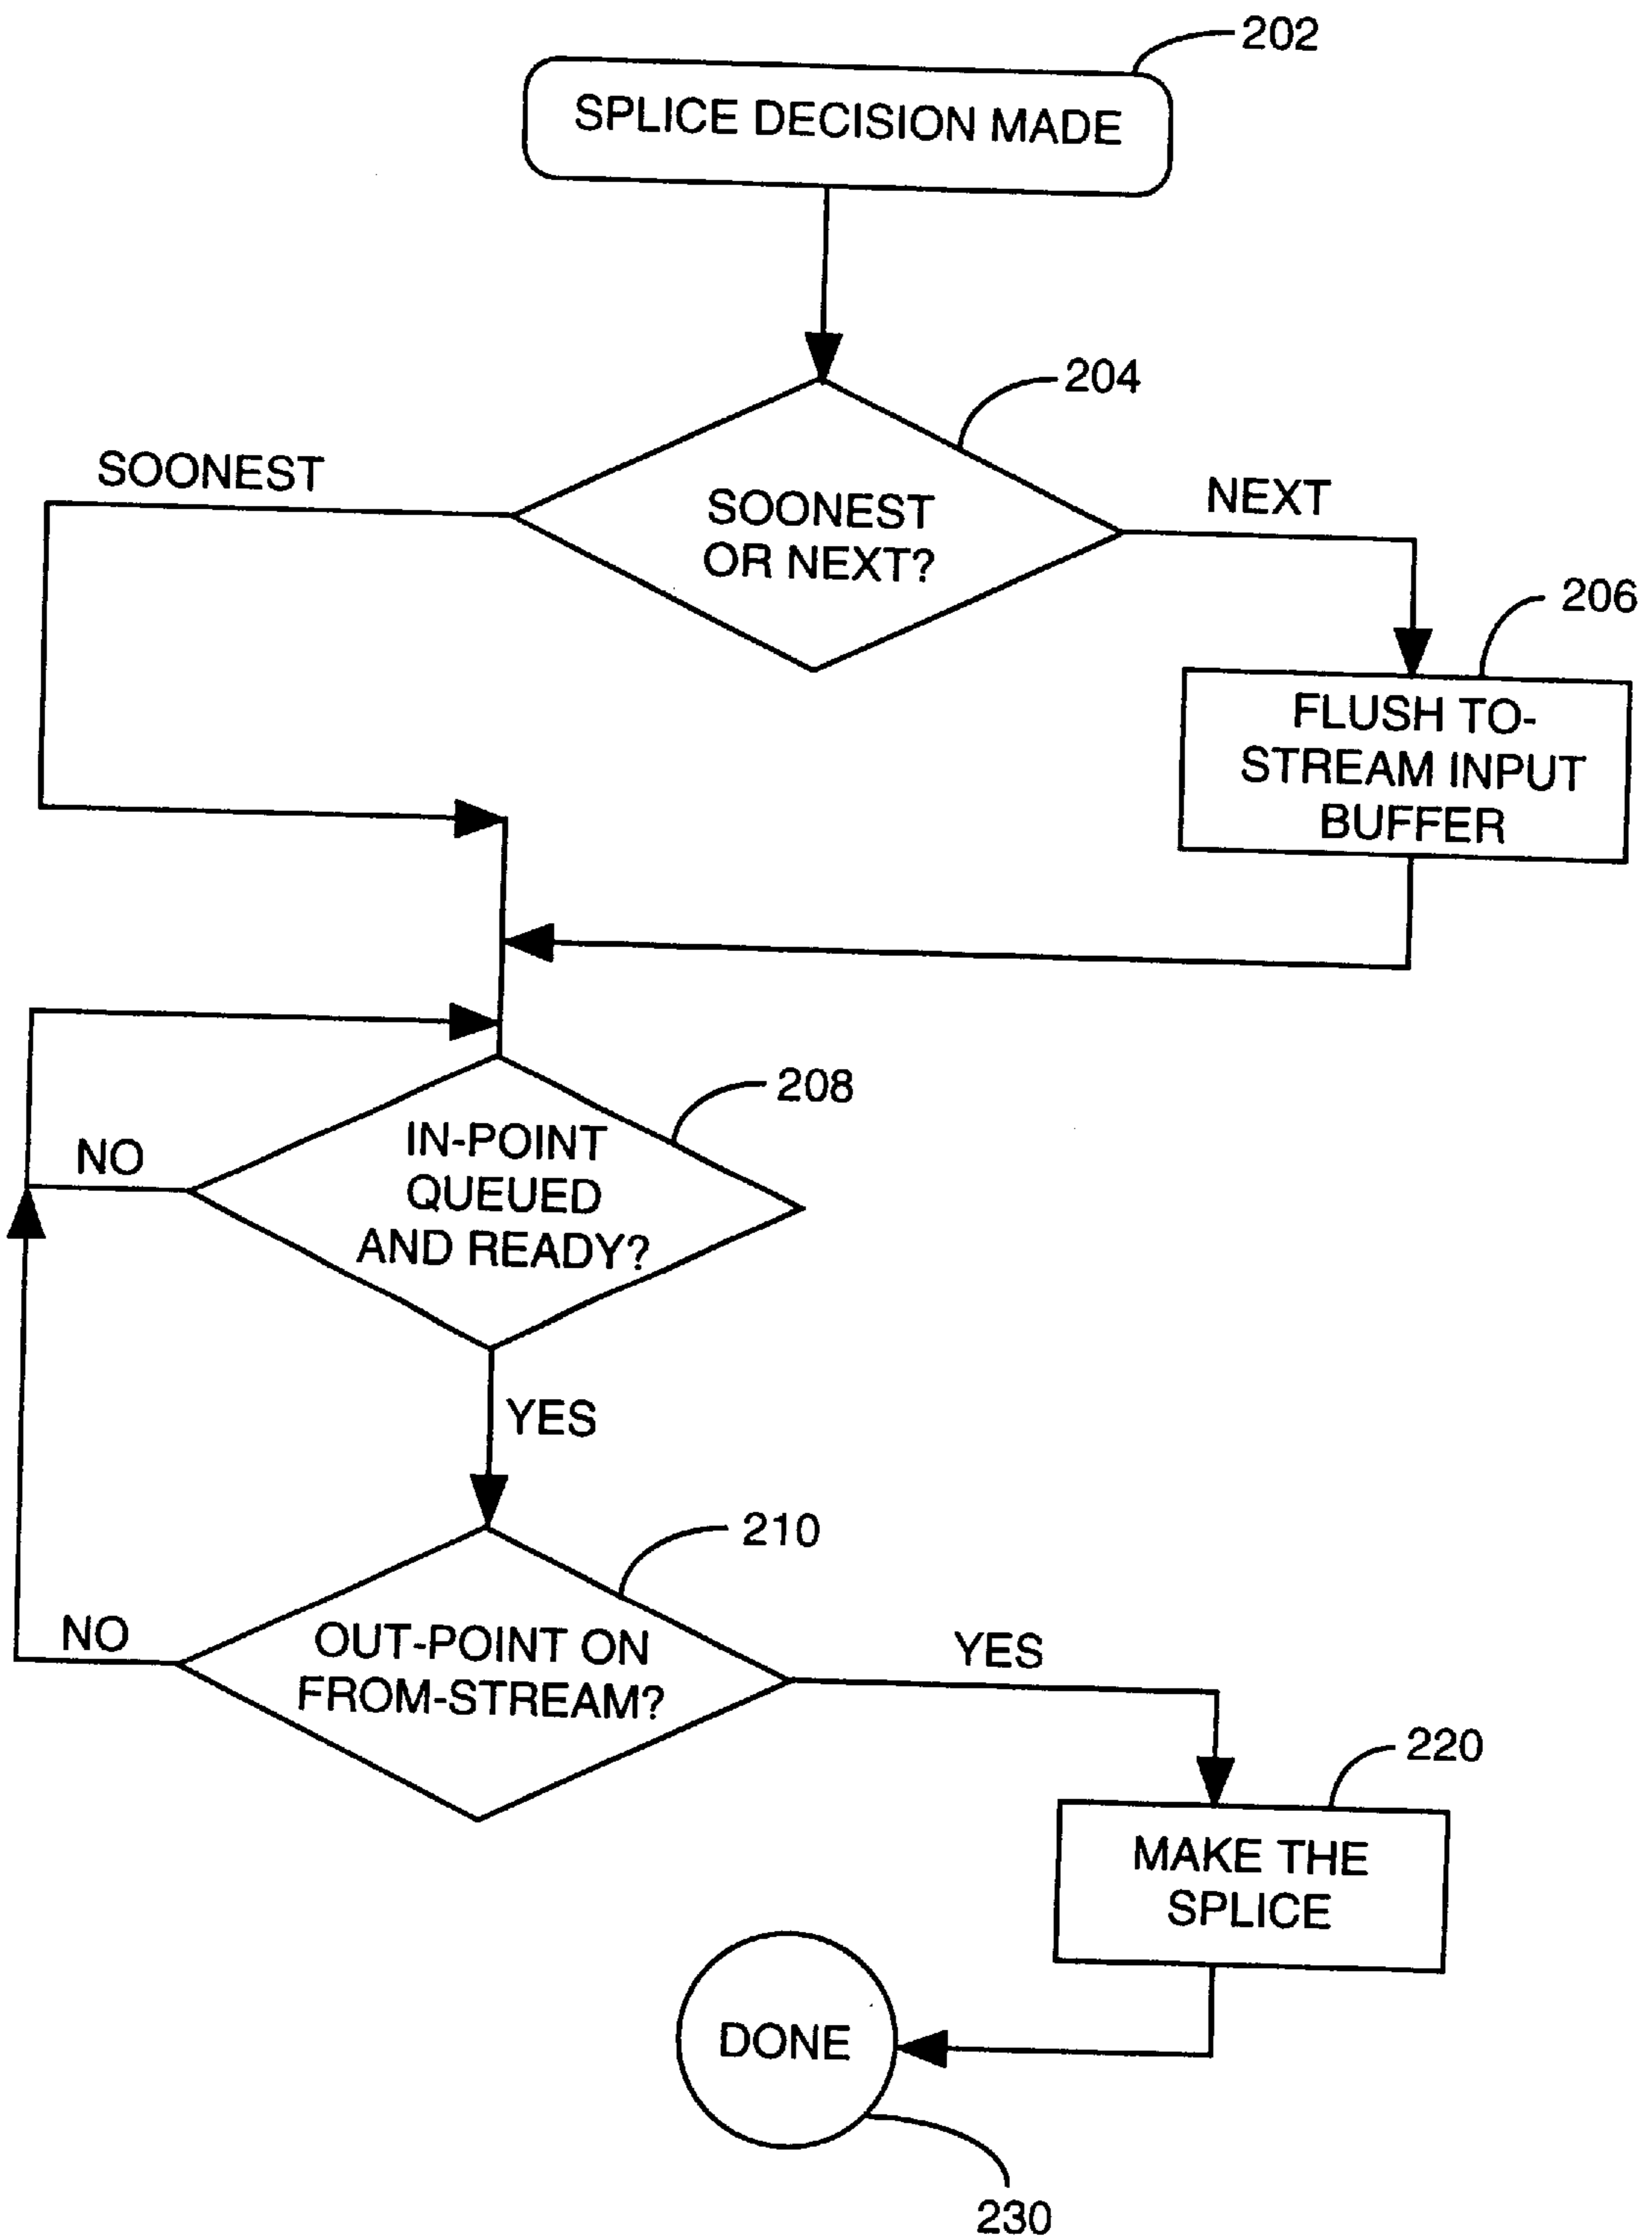 202
SPLICE DECISION MADE
204
SOONEST
NEXT
SOONEST
OR NEXT?
206
FLUSH TO-
STREAM INPUT
BUFFER
208
NO
IN-POINT
QUEUED
AND READY?
YES
210
NO
OUT-POINT ON
FROM-STREAM?
YES
220
MAKE THE
SPLICE
DONE
230